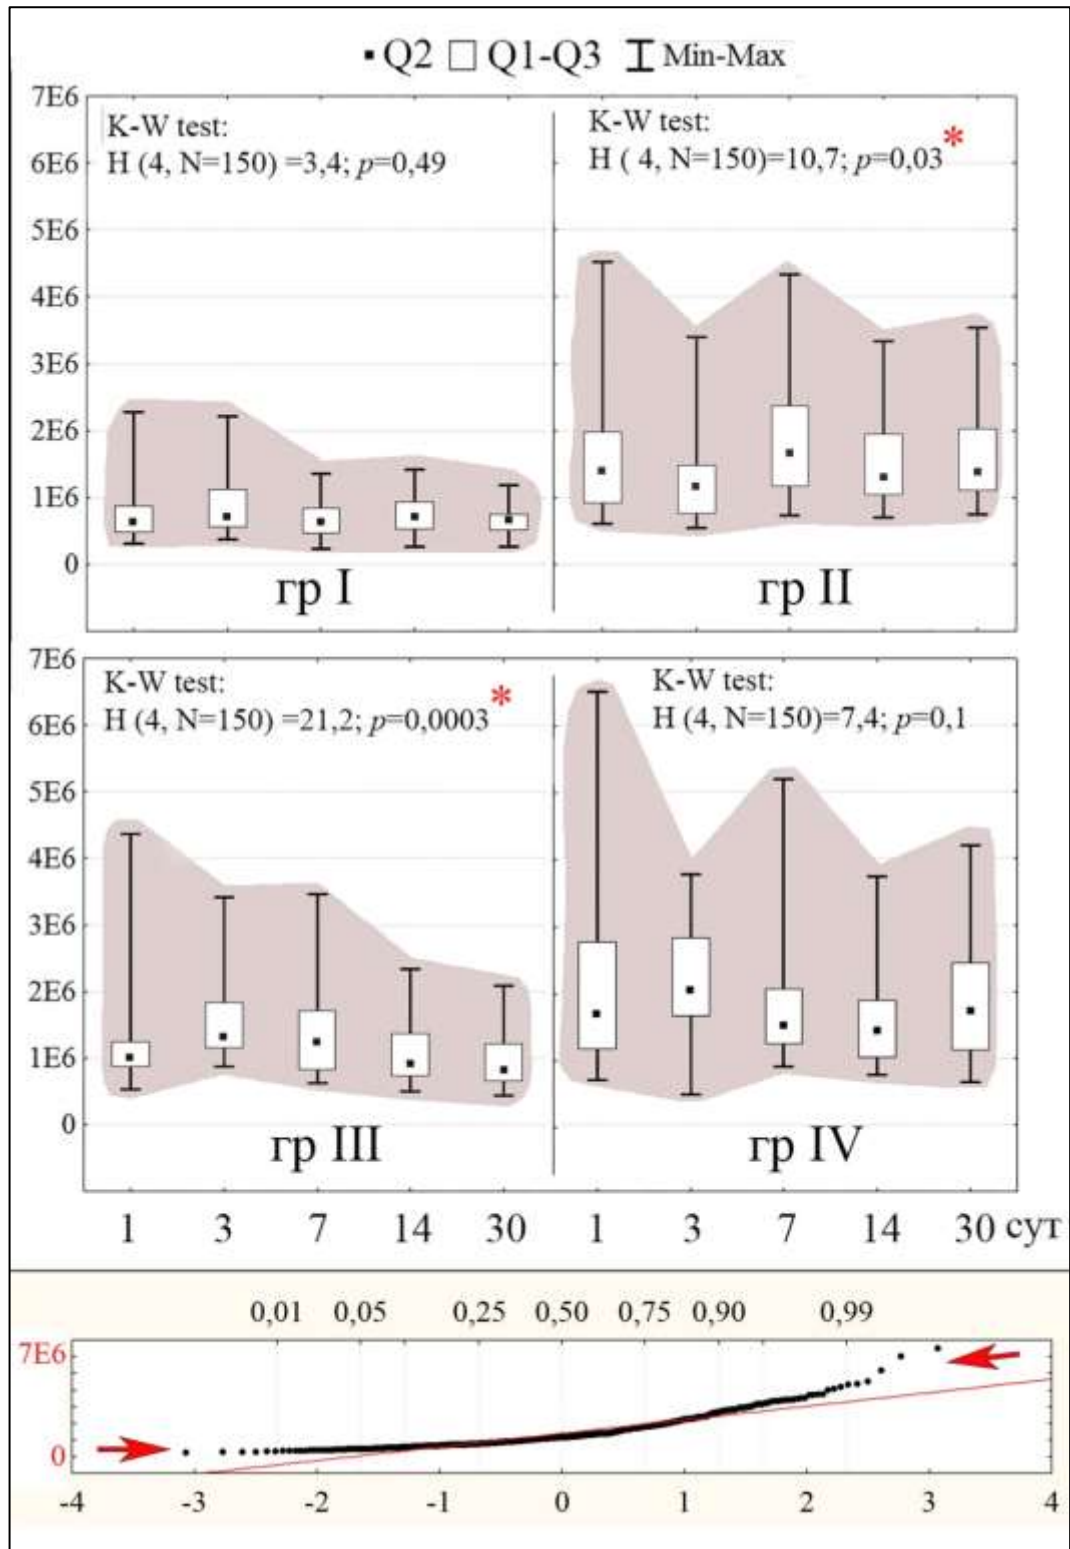 Q2 Q1-Q3 Min-Max
7E6
6E6
5E6
4E6
3E6
2E6
1E6
0
K-W test:
H (4, N=150) =3,4; p=0,49
гр I
K-W test:
H ( 4, N=150)=10,7; p=0,03*
гр II
7E6
6E6
5E6
4E6
3E6
2E6
1E6
0
K-W test:
H (4, N=150) =21,2; p=0,0003*
гр III
K-W test:
H (4, N=150)=7,4; p=0,1
гр IV
1 3 7 14 30 1 3 7 14 30 сут
0,01 0,05 0,25 0,50 0,75 0,90 0,99
7E6
0
-4 -3 -2 -1 0 1 2 3 4